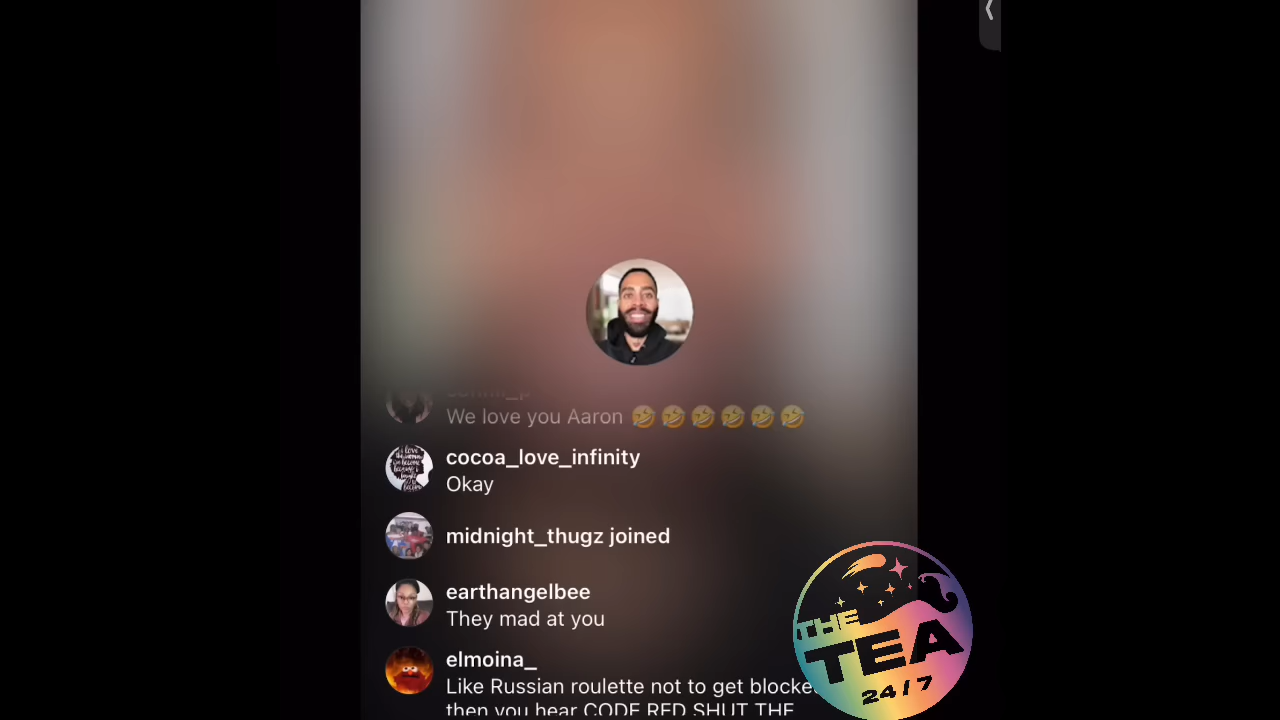 We love you Aaron 🤣🤣🤣🤣🤣🤣
cocoa_love_infinity
Okay
midnight_thugz joined
earthangelbee
They mad at you
elmoina_
Like Russian roulette not to get blocke
then you hear CODE RED SHUT THE
THE
TEA
24/7